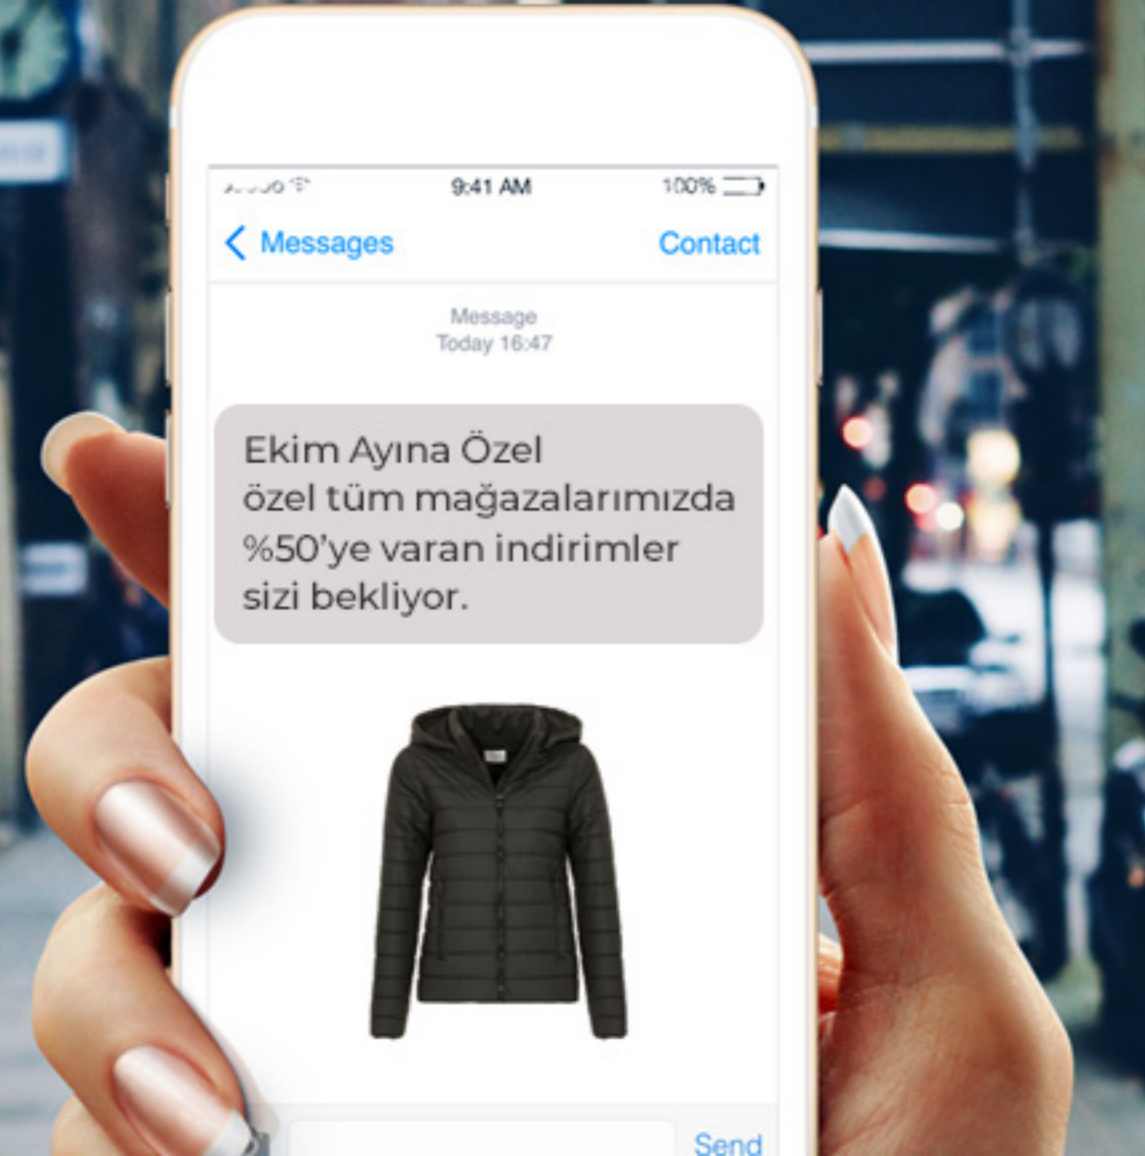 9:41 AM
100%
Messages
Contact
Message
Today 16:47
Ekim Ayına Özel
özel tüm mağazalarımızda
%50'ye varan indirimler
sizi bekliyor.
Send